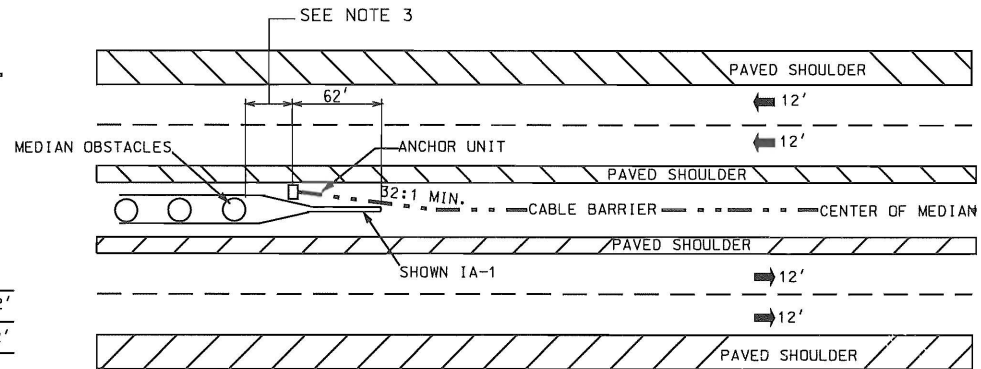 SEE NOTE 3
PAVED SHOULDER
62'
12'
12'
MEDIAN OBSTACLES
ANCHOR UNIT
PAVED SHOULDER
32:1 MIN.
CABLE BARRIER
CENTER OF MEDIAN
PAVED SHOULDER
SHOWN IA-1
12'
12'
PAVED SHOULDER